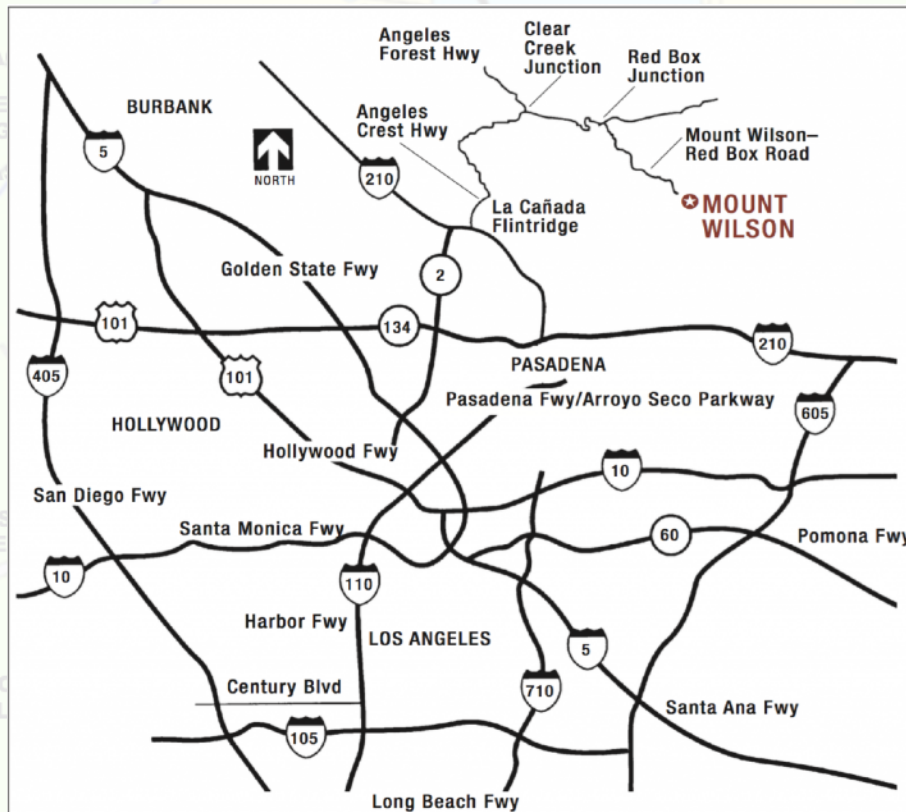 Angeles
Forest Hwy
Clear
Creek
Junction
Red Box
Junction
BURBANK
Angeles
Crest Hwy
Mount Wilson–
Red Box Road
5
NORTH
210
La Cañada
Flintridge
MOUNT
WILSON
Golden State Fwy
2
101
134
210
405
101
PASADENA
Pasadena Fwy/Arroyo Seco Parkway
605
HOLLYWOOD
Hollywood Fwy
10
San Diego Fwy
Santa Monica Fwy
60
Pomona Fwy
10
110
Harbor Fwy
LOS ANGELES
5
Century Blvd
710
Santa Ana Fwy
105
Long Beach Fwy